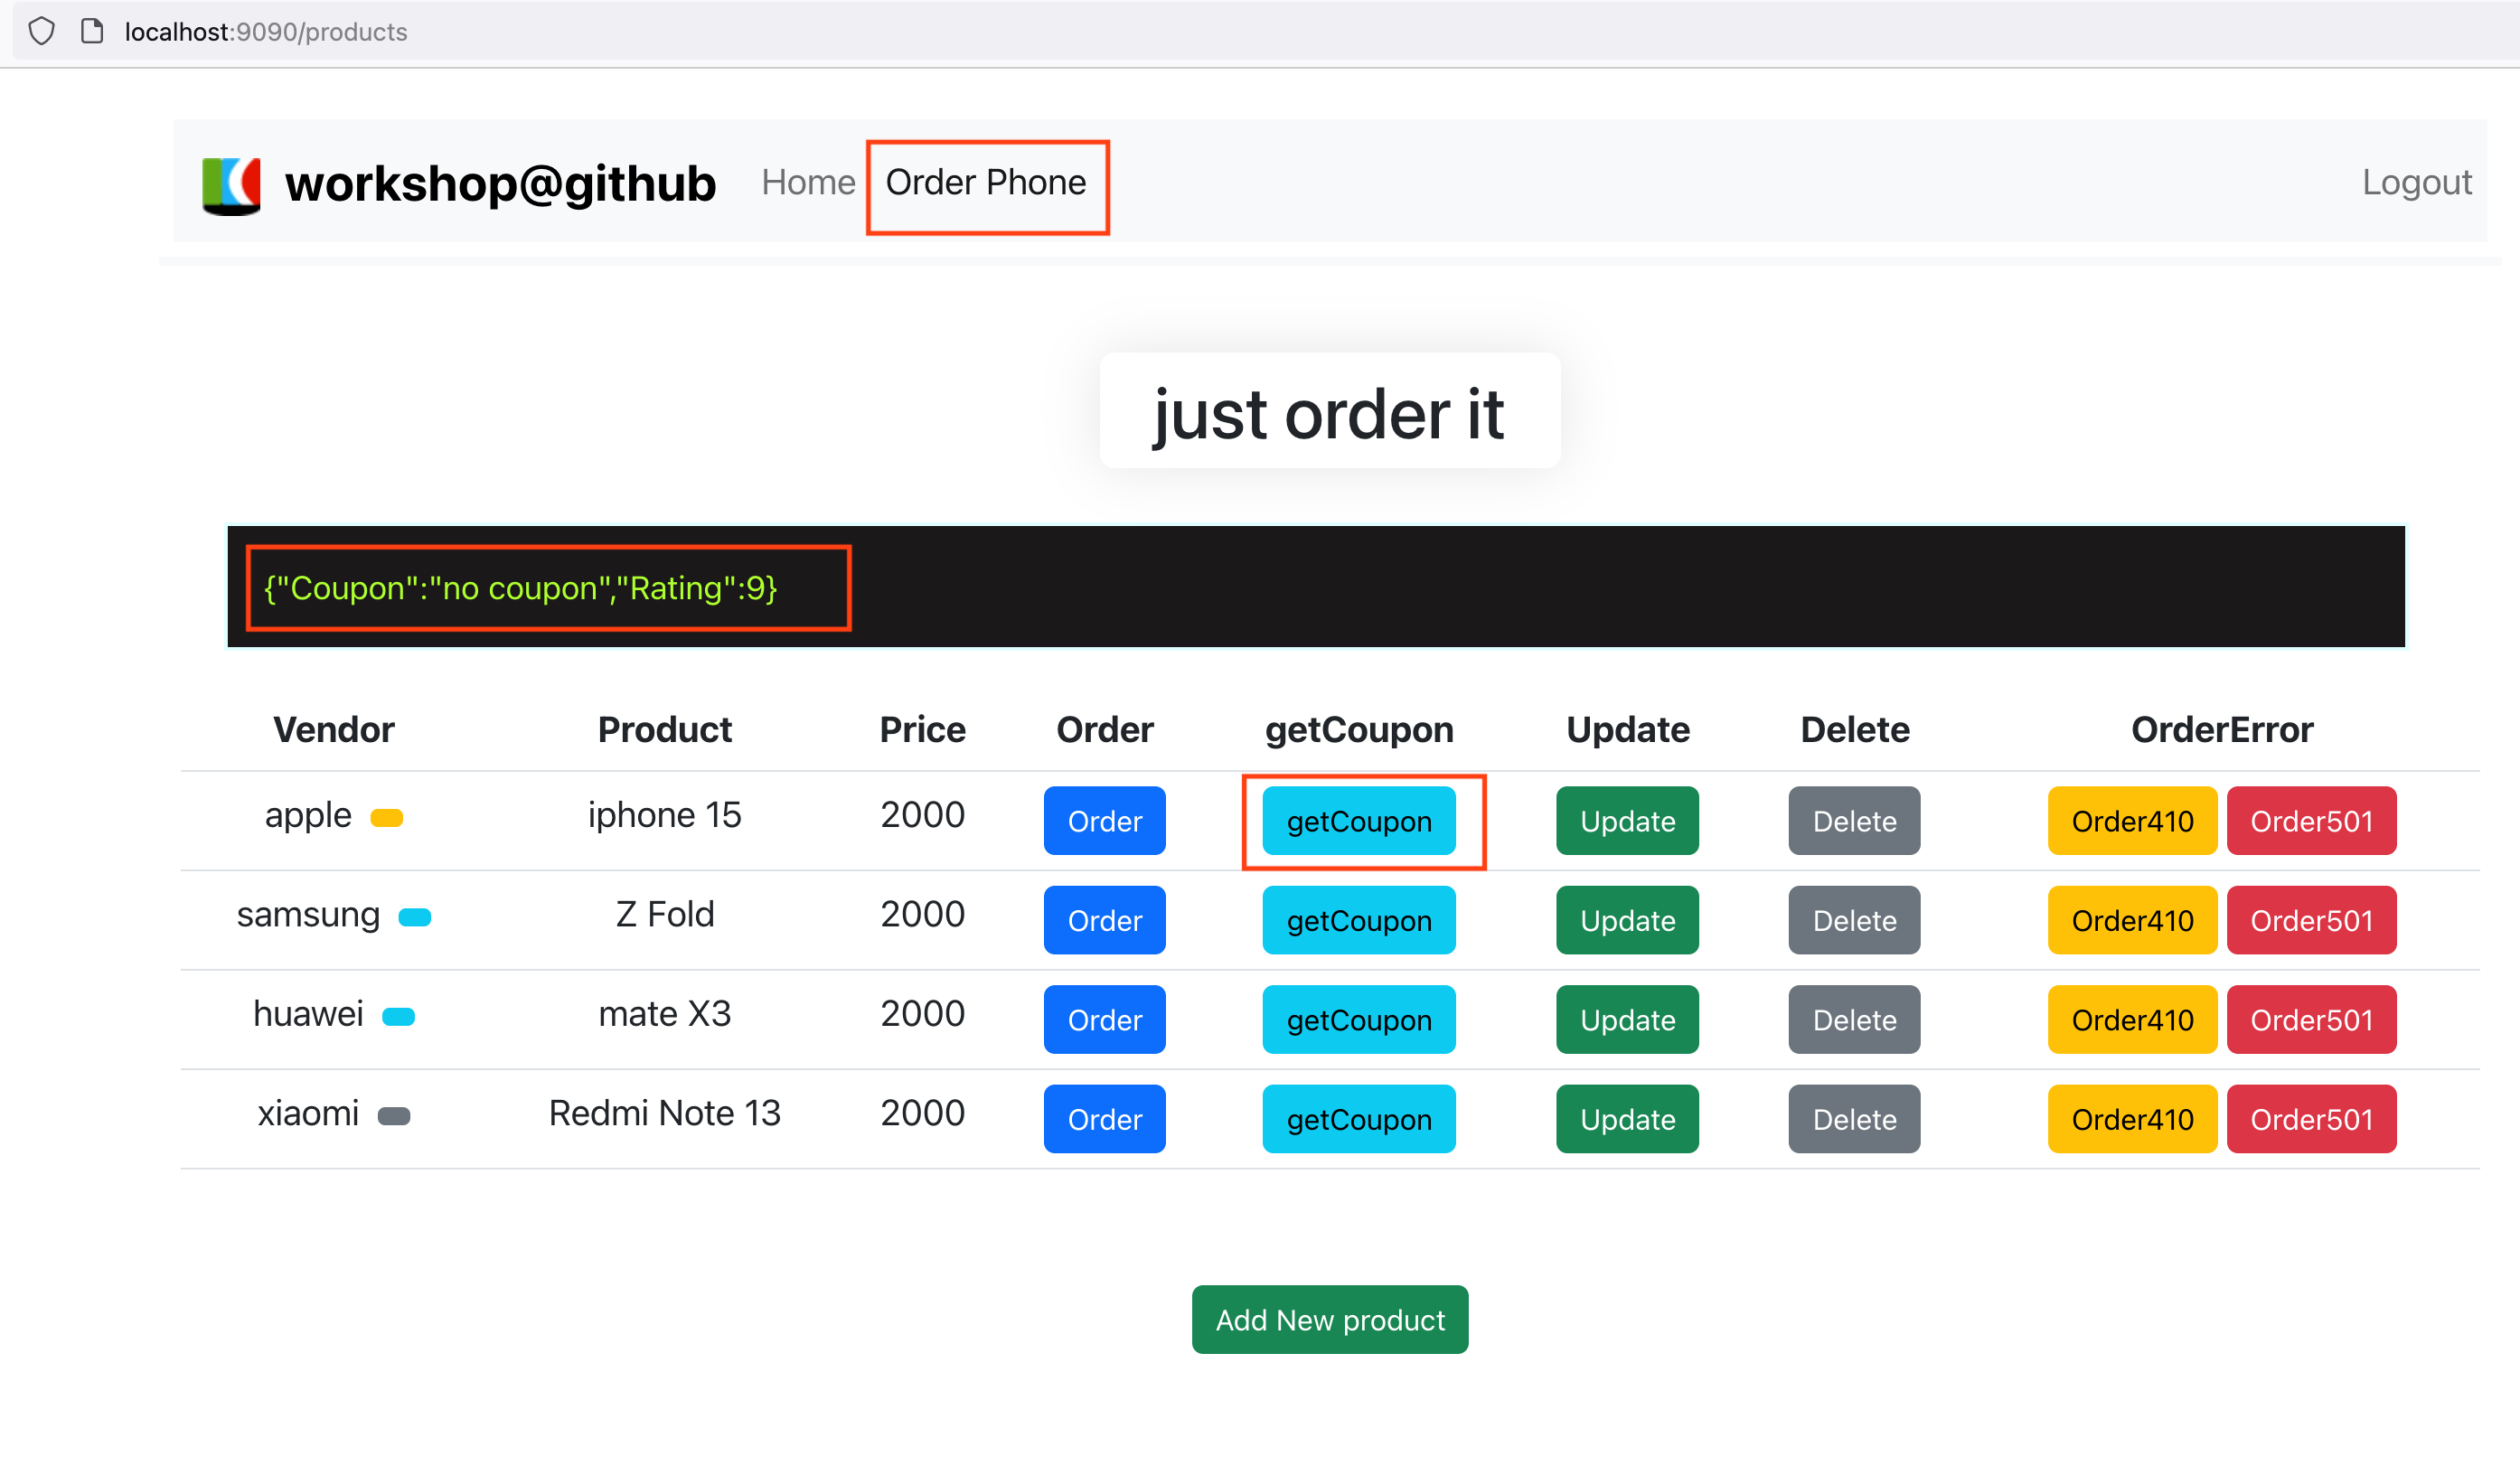 localhost:9090/products
workshop@github Home Order Phone Logout
just order it
{"Coupon":"no coupon","Rating":9}
Vendor Product Price Order getCoupon Update Delete OrderError
apple iphone 15 2000 Order getCoupon Update Delete Order410 Order501
samsung Z Fold 2000 Order getCoupon Update Delete Order410 Order501
huawei mate X3 2000 Order getCoupon Update Delete Order410 Order501
xiaomi Redmi Note 13 2000 Order getCoupon Update Delete Order410 Order501
Add New product